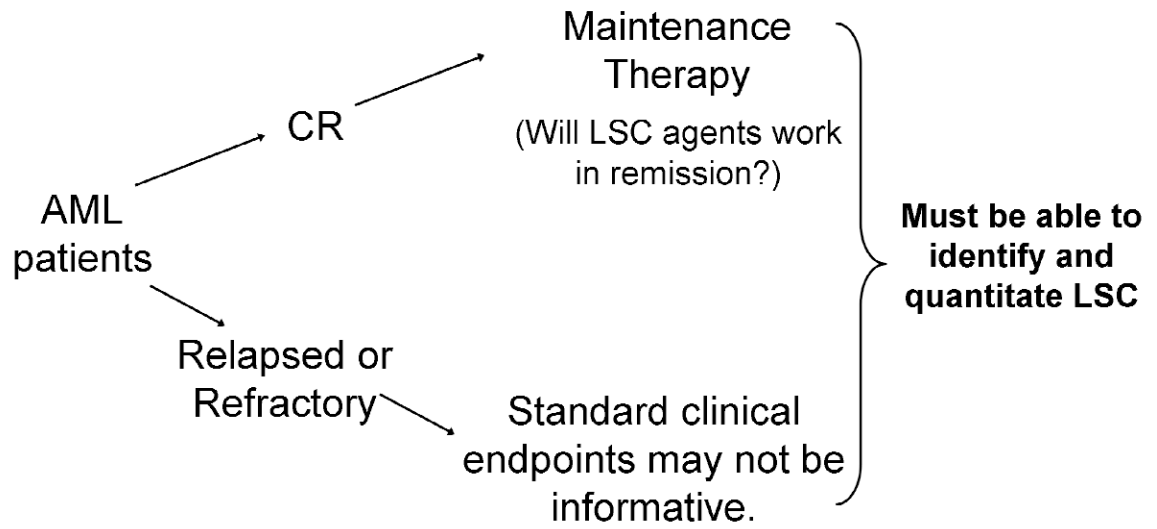 Maintenance
Therapy
(Will LSC agents work
in remission?)
CR
AML
patients
Relapsed or
Refractory
Standard clinical
endpoints may not be
informative.
Must be able to
identify and
quantitate LSC